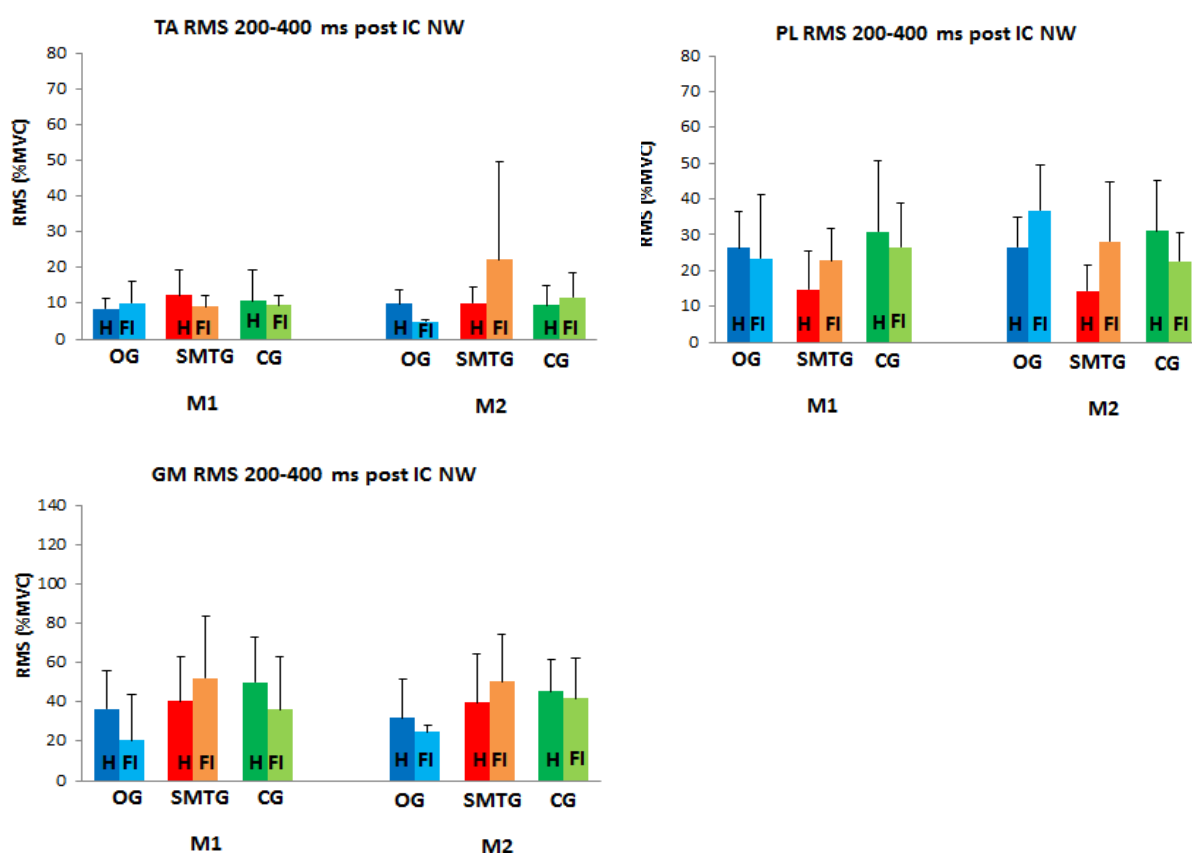 TA RMS 200-400 ms post IC NW
80
70
60
50
40
30
20
10
0
RMS (%MVC)
H FI H FI H FI H FI H FI H FI
OG SMTG CG OG SMTG CG
M1 M2
PL RMS 200-400 ms post IC NW
80
70
60
50
40
30
20
10
0
RMS (%MVC)
H FI H FI H FI H FI H FI H FI
OG SMTG CG OG SMTG CG
M1 M2
GM RMS 200-400 ms post IC NW
140
120
100
80
60
40
20
0
RMS (%MVC)
H FI H FI H FI H FI H FI H FI
OG SMTG CG OG SMTG CG
M1 M2